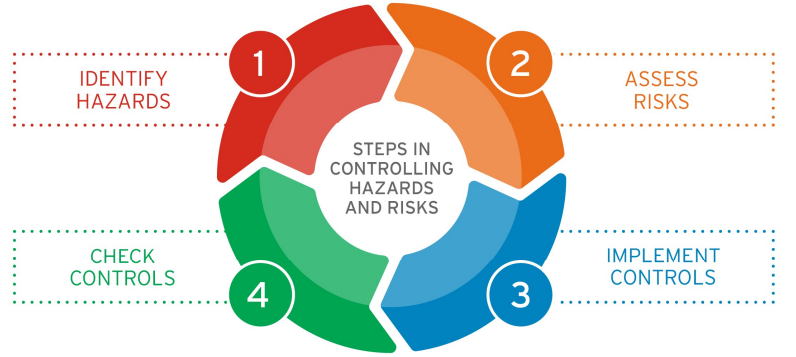 1
IDENTIFY
HAZARDS
2
ASSESS
RISKS
STEPS IN
CONTROLLING
HAZARDS
AND RISKS
3
IMPLEMENT
CONTROLS
4
CHECK
CONTROLS